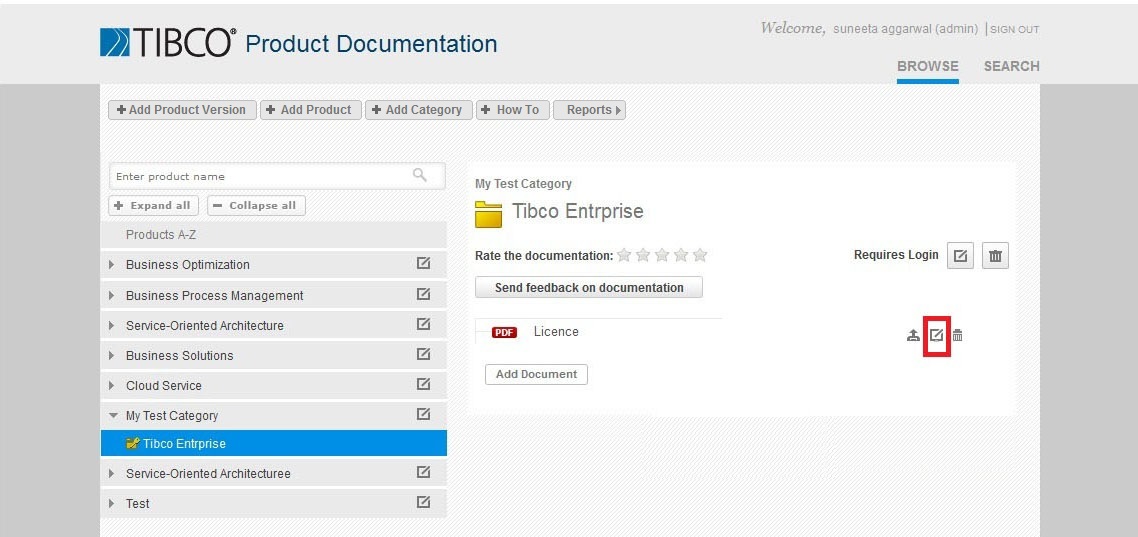 Welcome, suneeta aggarwal (admin) | SIGN OUT
TIBCO® Product Documentation
BROWSE SEARCH
Add Product Version Add Product Add Category How To Reports
Enter product name
Expand all Collapse all
Products A-Z
Business Optimization
Business Process Management
Service-Oriented Architecture
Business Solutions
Cloud Service
My Test Category
Tibco Entrprise
Service-Oriented Architecturee
Test
My Test Category
Tibco Entrprise
Rate the documentation: Requires Login
Send feedback on documentation
PDF Licence
Add Document